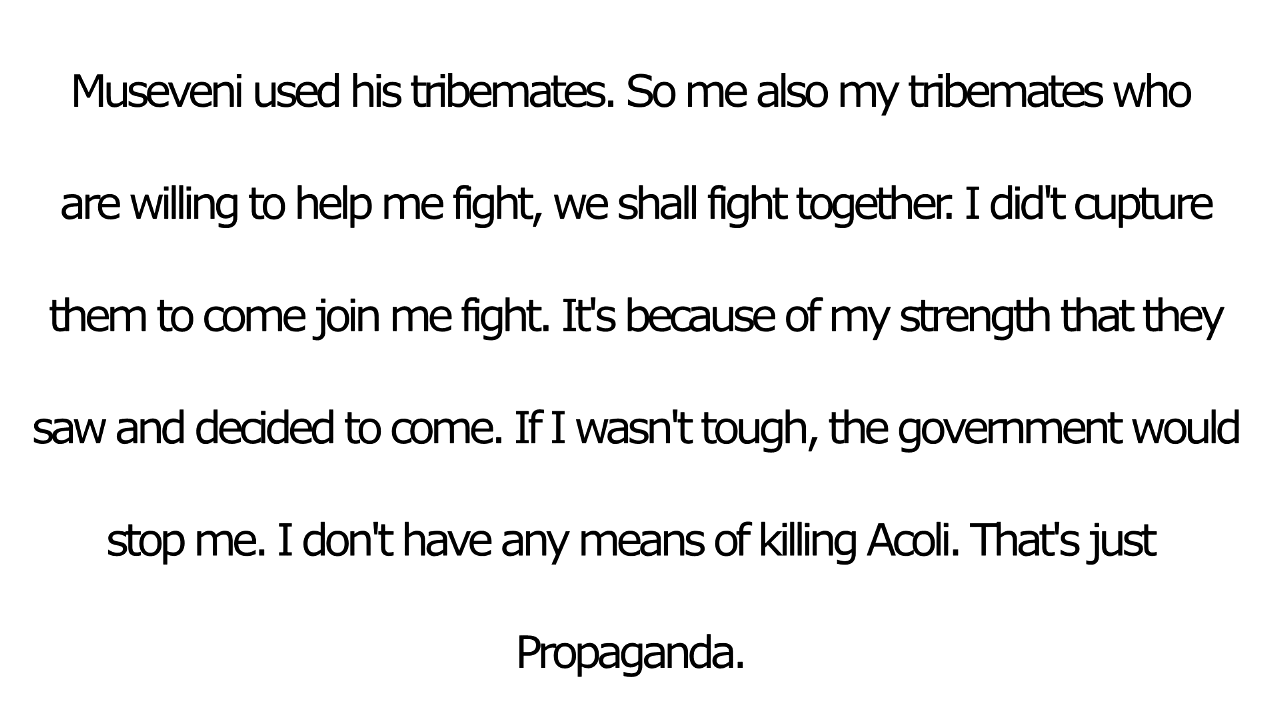 Museveni used his tribemates. So me also my tribemates who
are willing to help me fight, we shall fight together. I did't cupture
them to come join me fight. It's because of my strength that they
saw and decided to come. If I wasn't tough, the government would
stop me. I don't have any means of killing Acoli. That's just
Propaganda.